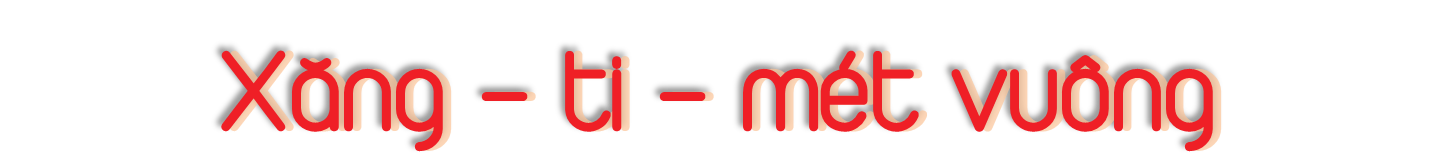 Xăng – ti – mét vuông